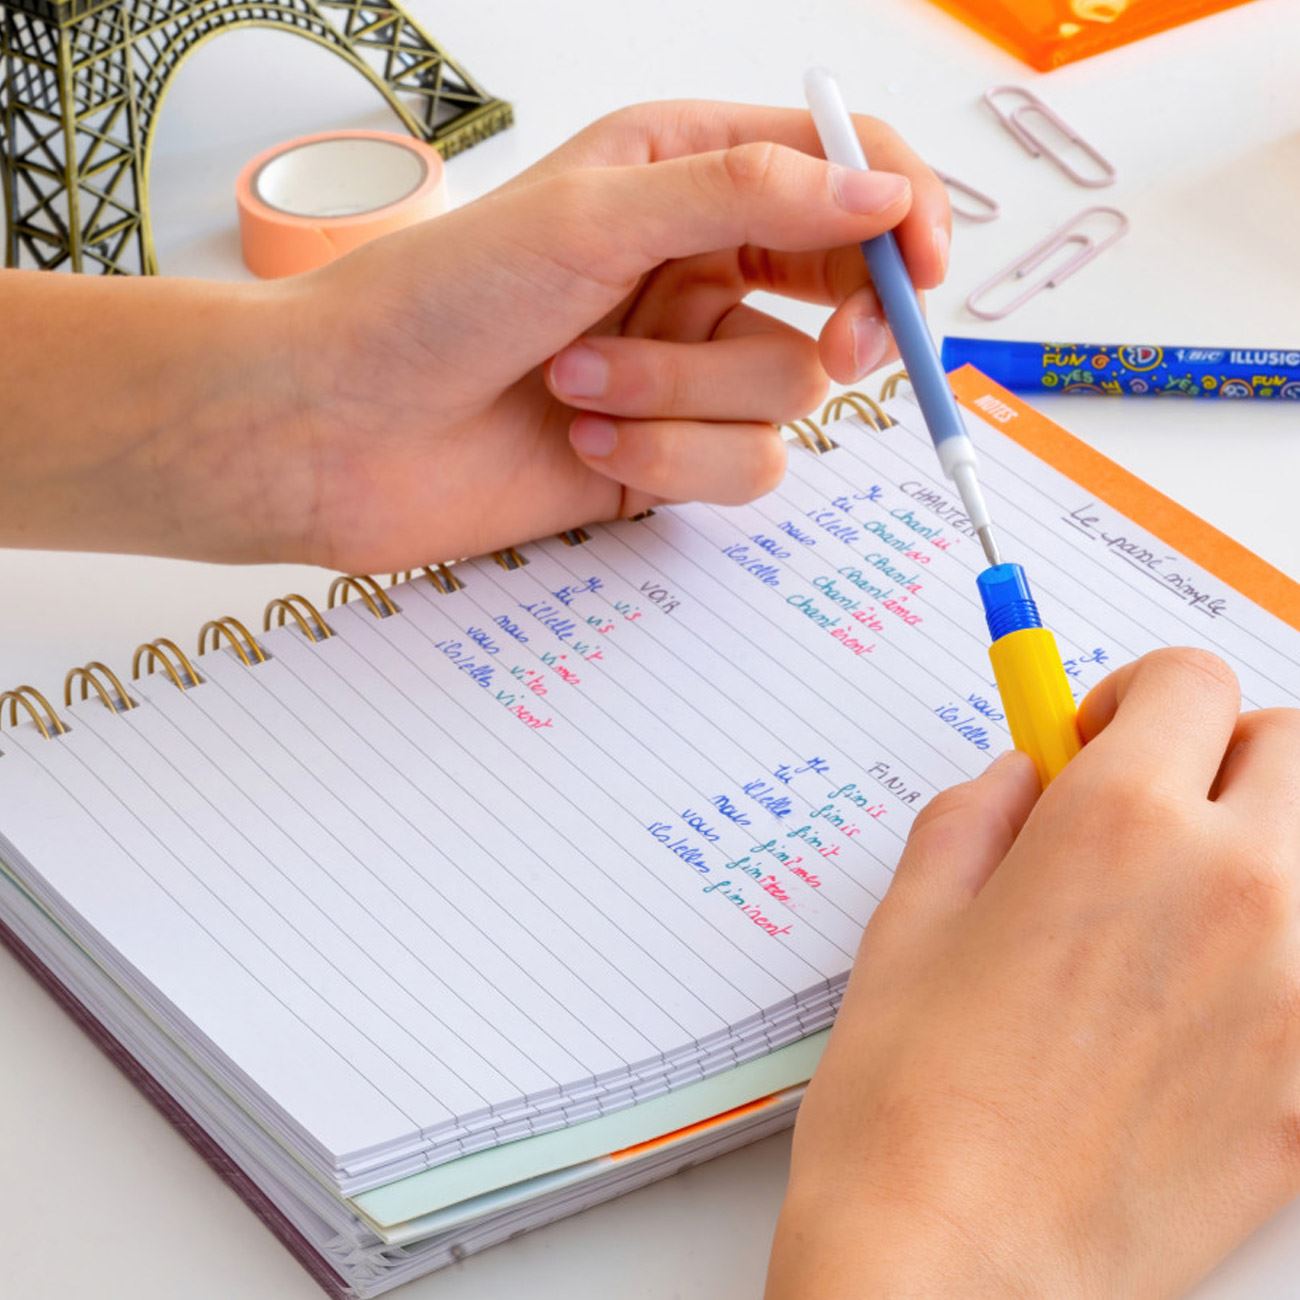 BIC ILLUSIO
FUN
YES
YES
FUN
NOTES
Le passé simple
CHANTER
je chantai
tu chantas
il/elle chanta
nous chantâmes
vous chantâtes
ils/elles chantèrent
VOIR
je vis
tu vis
il/elle vit
nous vîmes
vous vîtes
ils/elles virent
je
tu
vous
ils/elles
FINIR
je finis
tu finis
il/elle finit
nous finîmes
vous finîtes
ils/elles finirent